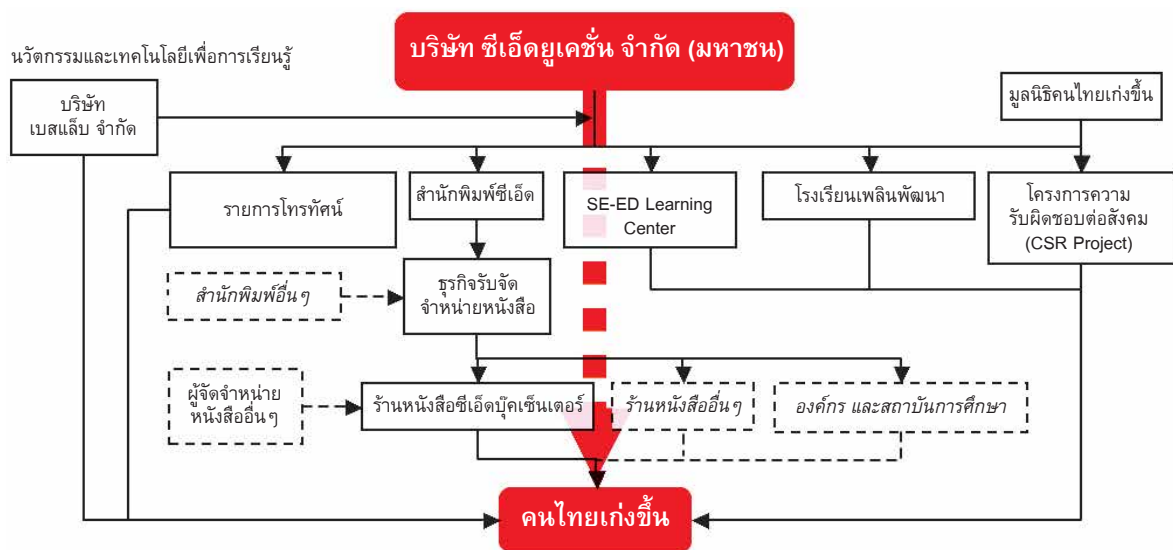 บริษัท ซีเอ็ดยูเคชั่น จำกัด (มหาชน)
นวัตกรรมและเทคโนโลยีเพื่อการเรียนรู้
บริษัท
เบสแล็บ จำกัด
มูลนิธิคนไทยเก่งขึ้น
รายการโทรทัศน์
สำนักพิมพ์ซีเอ็ด
SE-ED Learning
Center
โรงเรียนเพลินพัฒนา
โครงการความ
รับผิดชอบต่อสังคม
(CSR Project)
สำนักพิมพ์อื่นๆ
ธุรกิจรับจัด
จำหน่ายหนังสือ
ผู้จัดจำหน่าย
หนังสืออื่นๆ
ร้านหนังสือซีเอ็ดบุ๊คเซ็นเตอร์
ร้านหนังสืออื่นๆ
องค์กร และสถาบันการศึกษา
คนไทยเก่งขึ้น